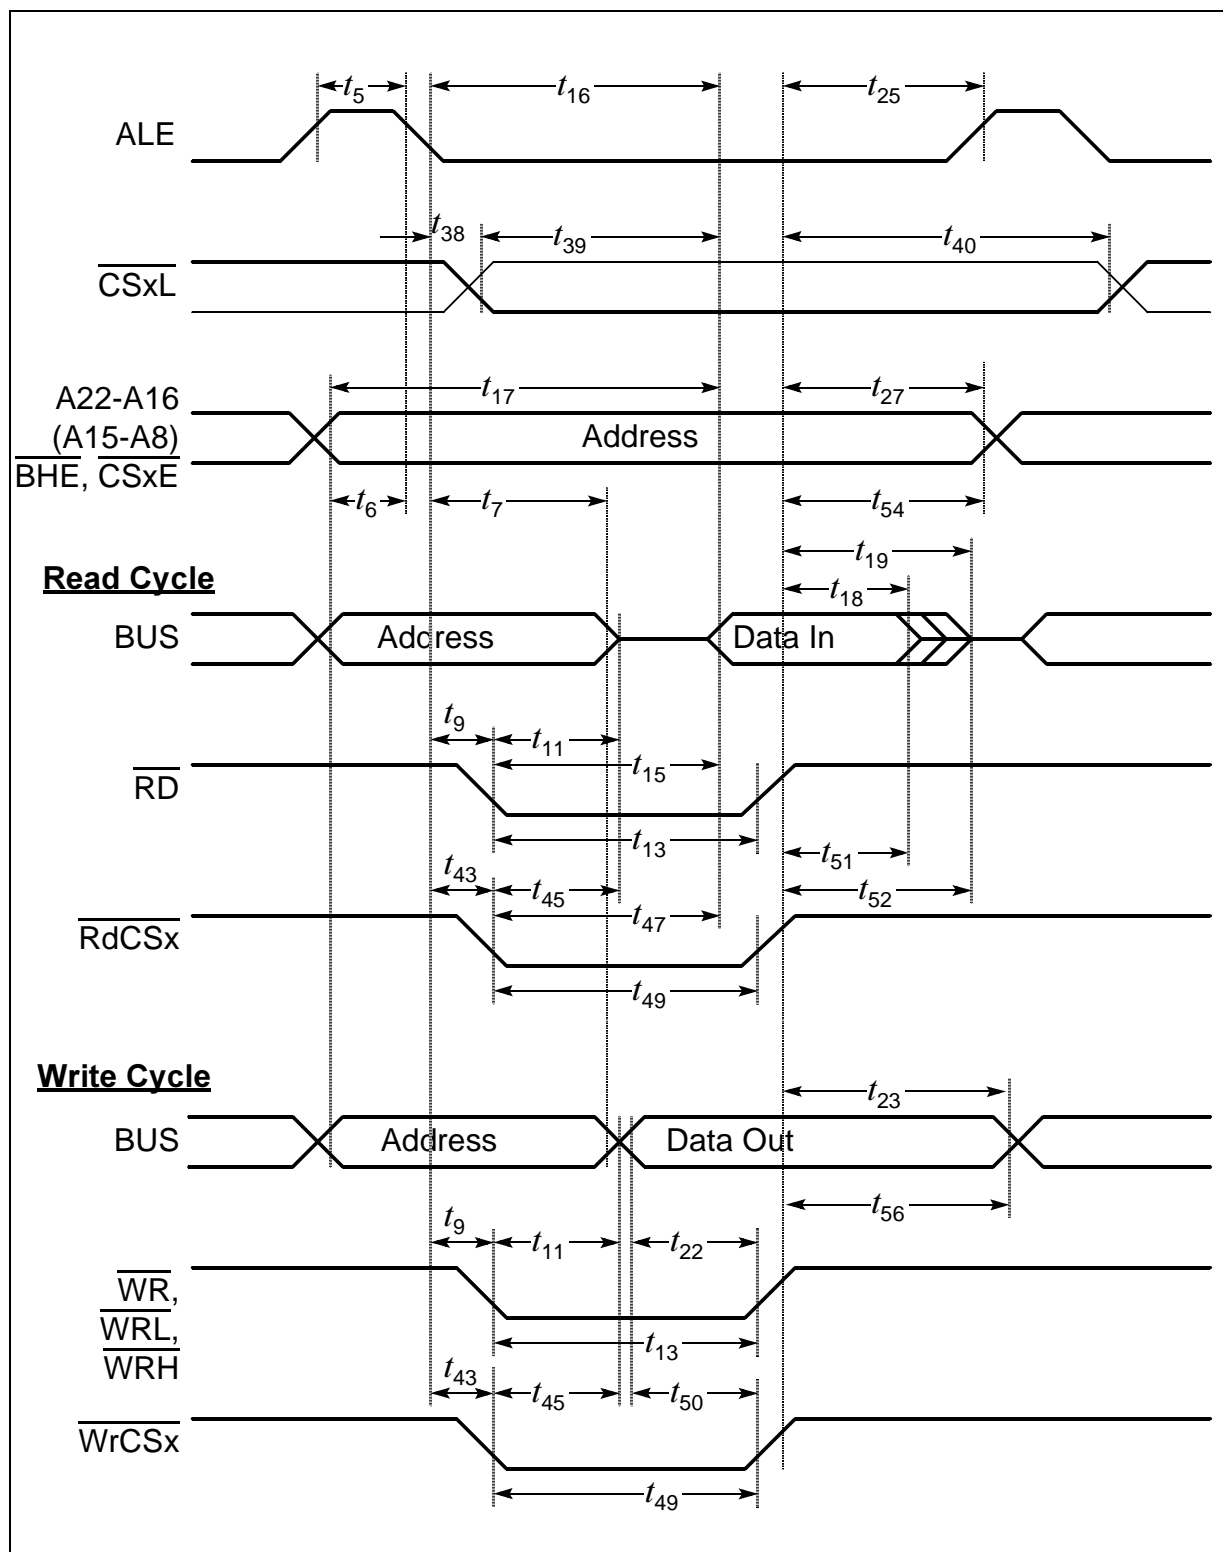 t5 t16 t25
ALE
t38 t39 t40
CSxL
t17 t27
A22-A16
(A15-A8)
BHE, CSxE
Address
t6 t7 t54
t19
Read Cycle
t18
BUS Address Data In
t9 t11
t15
RD
t13 t51
t43 t45 t52
t47
RdCSx
t49
Write Cycle
t23
BUS Address Data Out
t56
t9 t11 t22
WR,
WRL,
t13
WRH
t43 t45 t50
WrCSx
t49